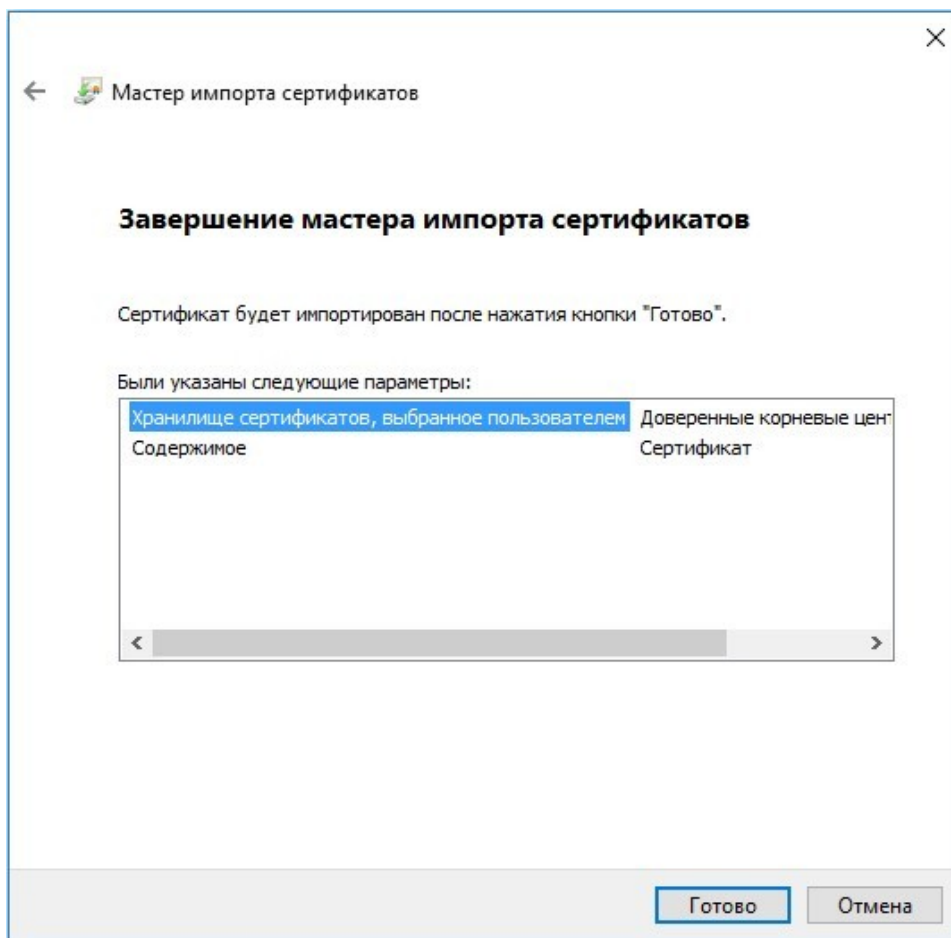 Мастер импорта сертификатов
Завершение мастера импорта сертификатов
Сертификат будет импортирован после нажатия кнопки "Готово".
Были указаны следующие параметры:
Хранилище сертификатов, выбранное пользователем Доверенные корневые цент
Содержимое Сертификат
Готово Отмена